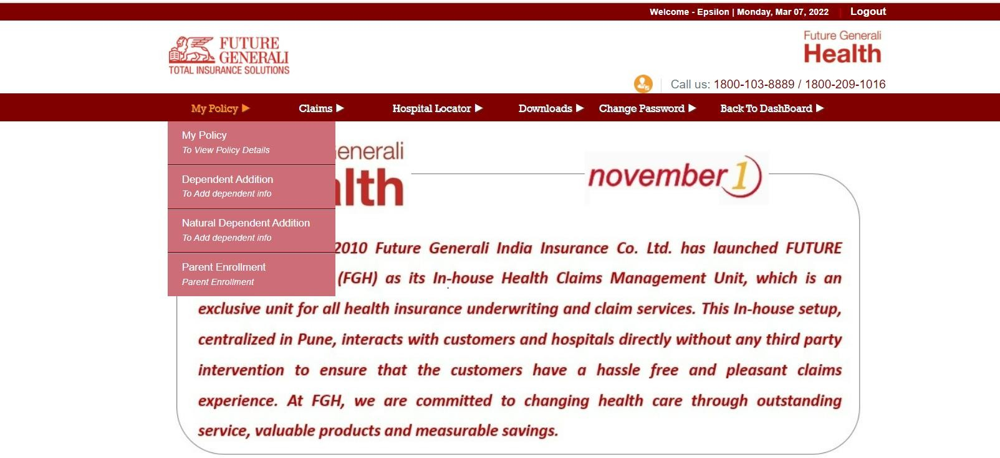 Welcome - Epsilon | Monday, Mar 07, 2022 | Logout
FUTURE
GENERALI
TOTAL INSURANCE SOLUTIONS
Future Generali
Health
Call us: 1800-103-8889 / 1800-209-1016
My Policy Claims Hospital Locator Downloads Change Password Back To DashBoard
My Policy
To View Policy Details
Dependent Addition
To Add dependent info
Natural Dependent Addition
To Add dependent info
Parent Enrollment
Parent Enrollment
enerali
lth
november 1
2010 Future Generali India Insurance Co. Ltd. has launched FUTURE
(FGH) as its In-house Health Claims Management Unit, which is an
exclusive unit for all health insurance underwriting and claim services. This In-house setup,
centralized in Pune, interacts with customers and hospitals directly without any third party
intervention to ensure that the customers have a hassle free and pleasant claims
experience. At FGH, we are committed to changing health care through outstanding
service, valuable products and measurable savings.